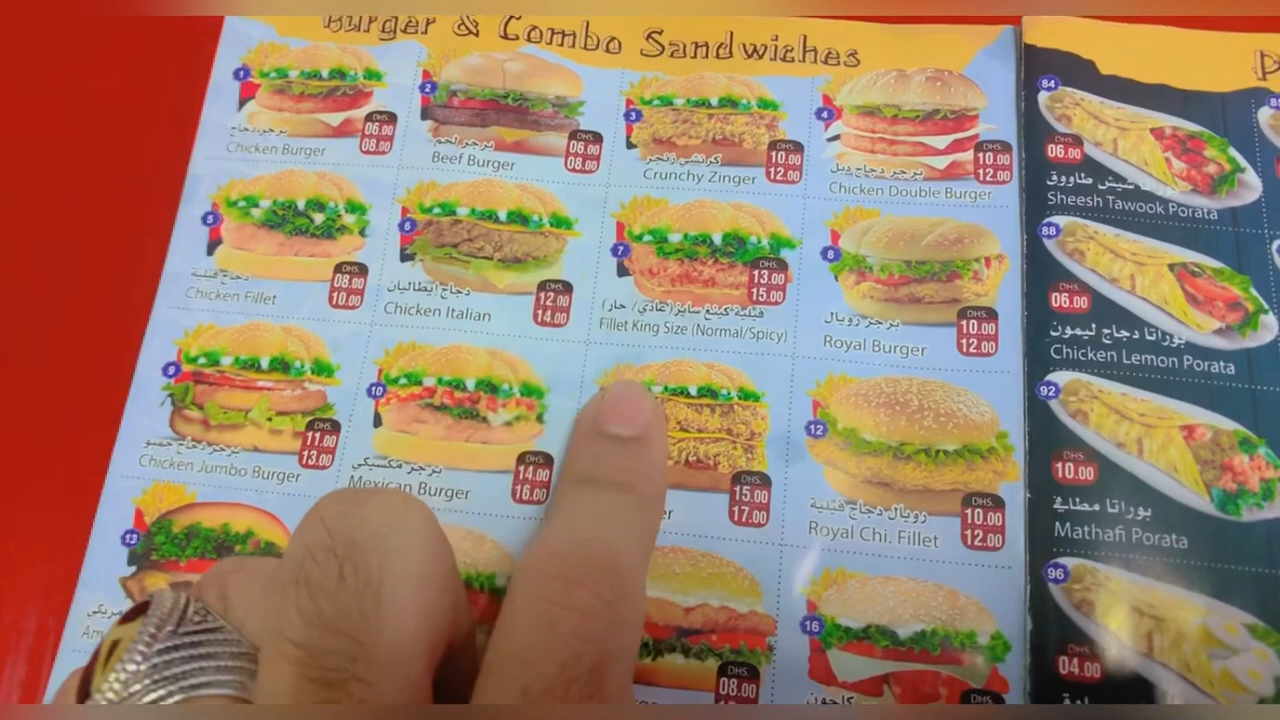 Burger & Combo Sandwiches
1
DHS.
06.00
08.00
برجر دجاج
Chicken Burger
2
DHS.
06.00
08.00
برجر لحم
Beef Burger
3
DHS.
10.00
12.00
كرنشي زنجر
Crunchy Zinger
4
DHS.
10.00
12.00
برجر دجاج دبل
Chicken Double Burger
5
DHS.
08.00
10.00
دجاج فيلية
Chicken Fillet
6
DHS.
12.00
14.00
دجاج ايطاليان
Chicken Italian
7
DHS.
13.00
15.00
فيلية كينغ سايز (عادي / حار)
Fillet King Size (Normal/Spicy)
8
DHS.
10.00
12.00
برجر رويال
Royal Burger
9
DHS.
11.00
13.00
برجر دجاج جمبو
Chicken Jumbo Burger
10
DHS.
14.00
16.00
برجر مكسيكي
Mexican Burger
DHS.
15.00
17.00
12
DHS.
10.00
12.00
رويال دجاج فيلية
Royal Chi. Fillet
13
DHS.
08.00
16
DHS.
84
DHS.
06.00
شيش طاووق
Sheesh Tawook Porata
88
DHS.
06.00
بوراتا دجاج ليمون
Chicken Lemon Porata
92
DHS.
10.00
بوراتا مطافي
Mathafi Porata
96
DHS.
04.00